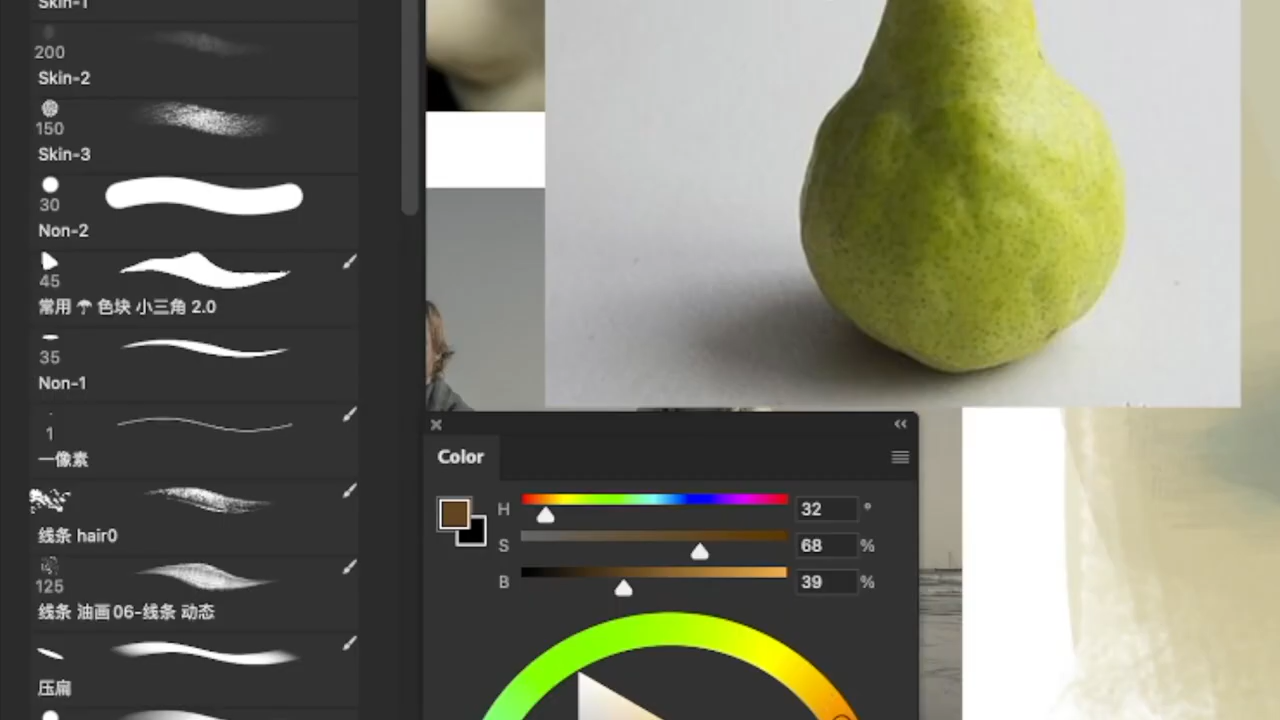 Skin-1
200
Skin-2
150
Skin-3
30
Non-2
45
常用 ☂ 色块 小三角 2.0
35
Non-1
1
一像素
线条 hair0
125
线条 油画06-线条 动态
压扁
Color
H 32 °
S 68 %
B 39 %